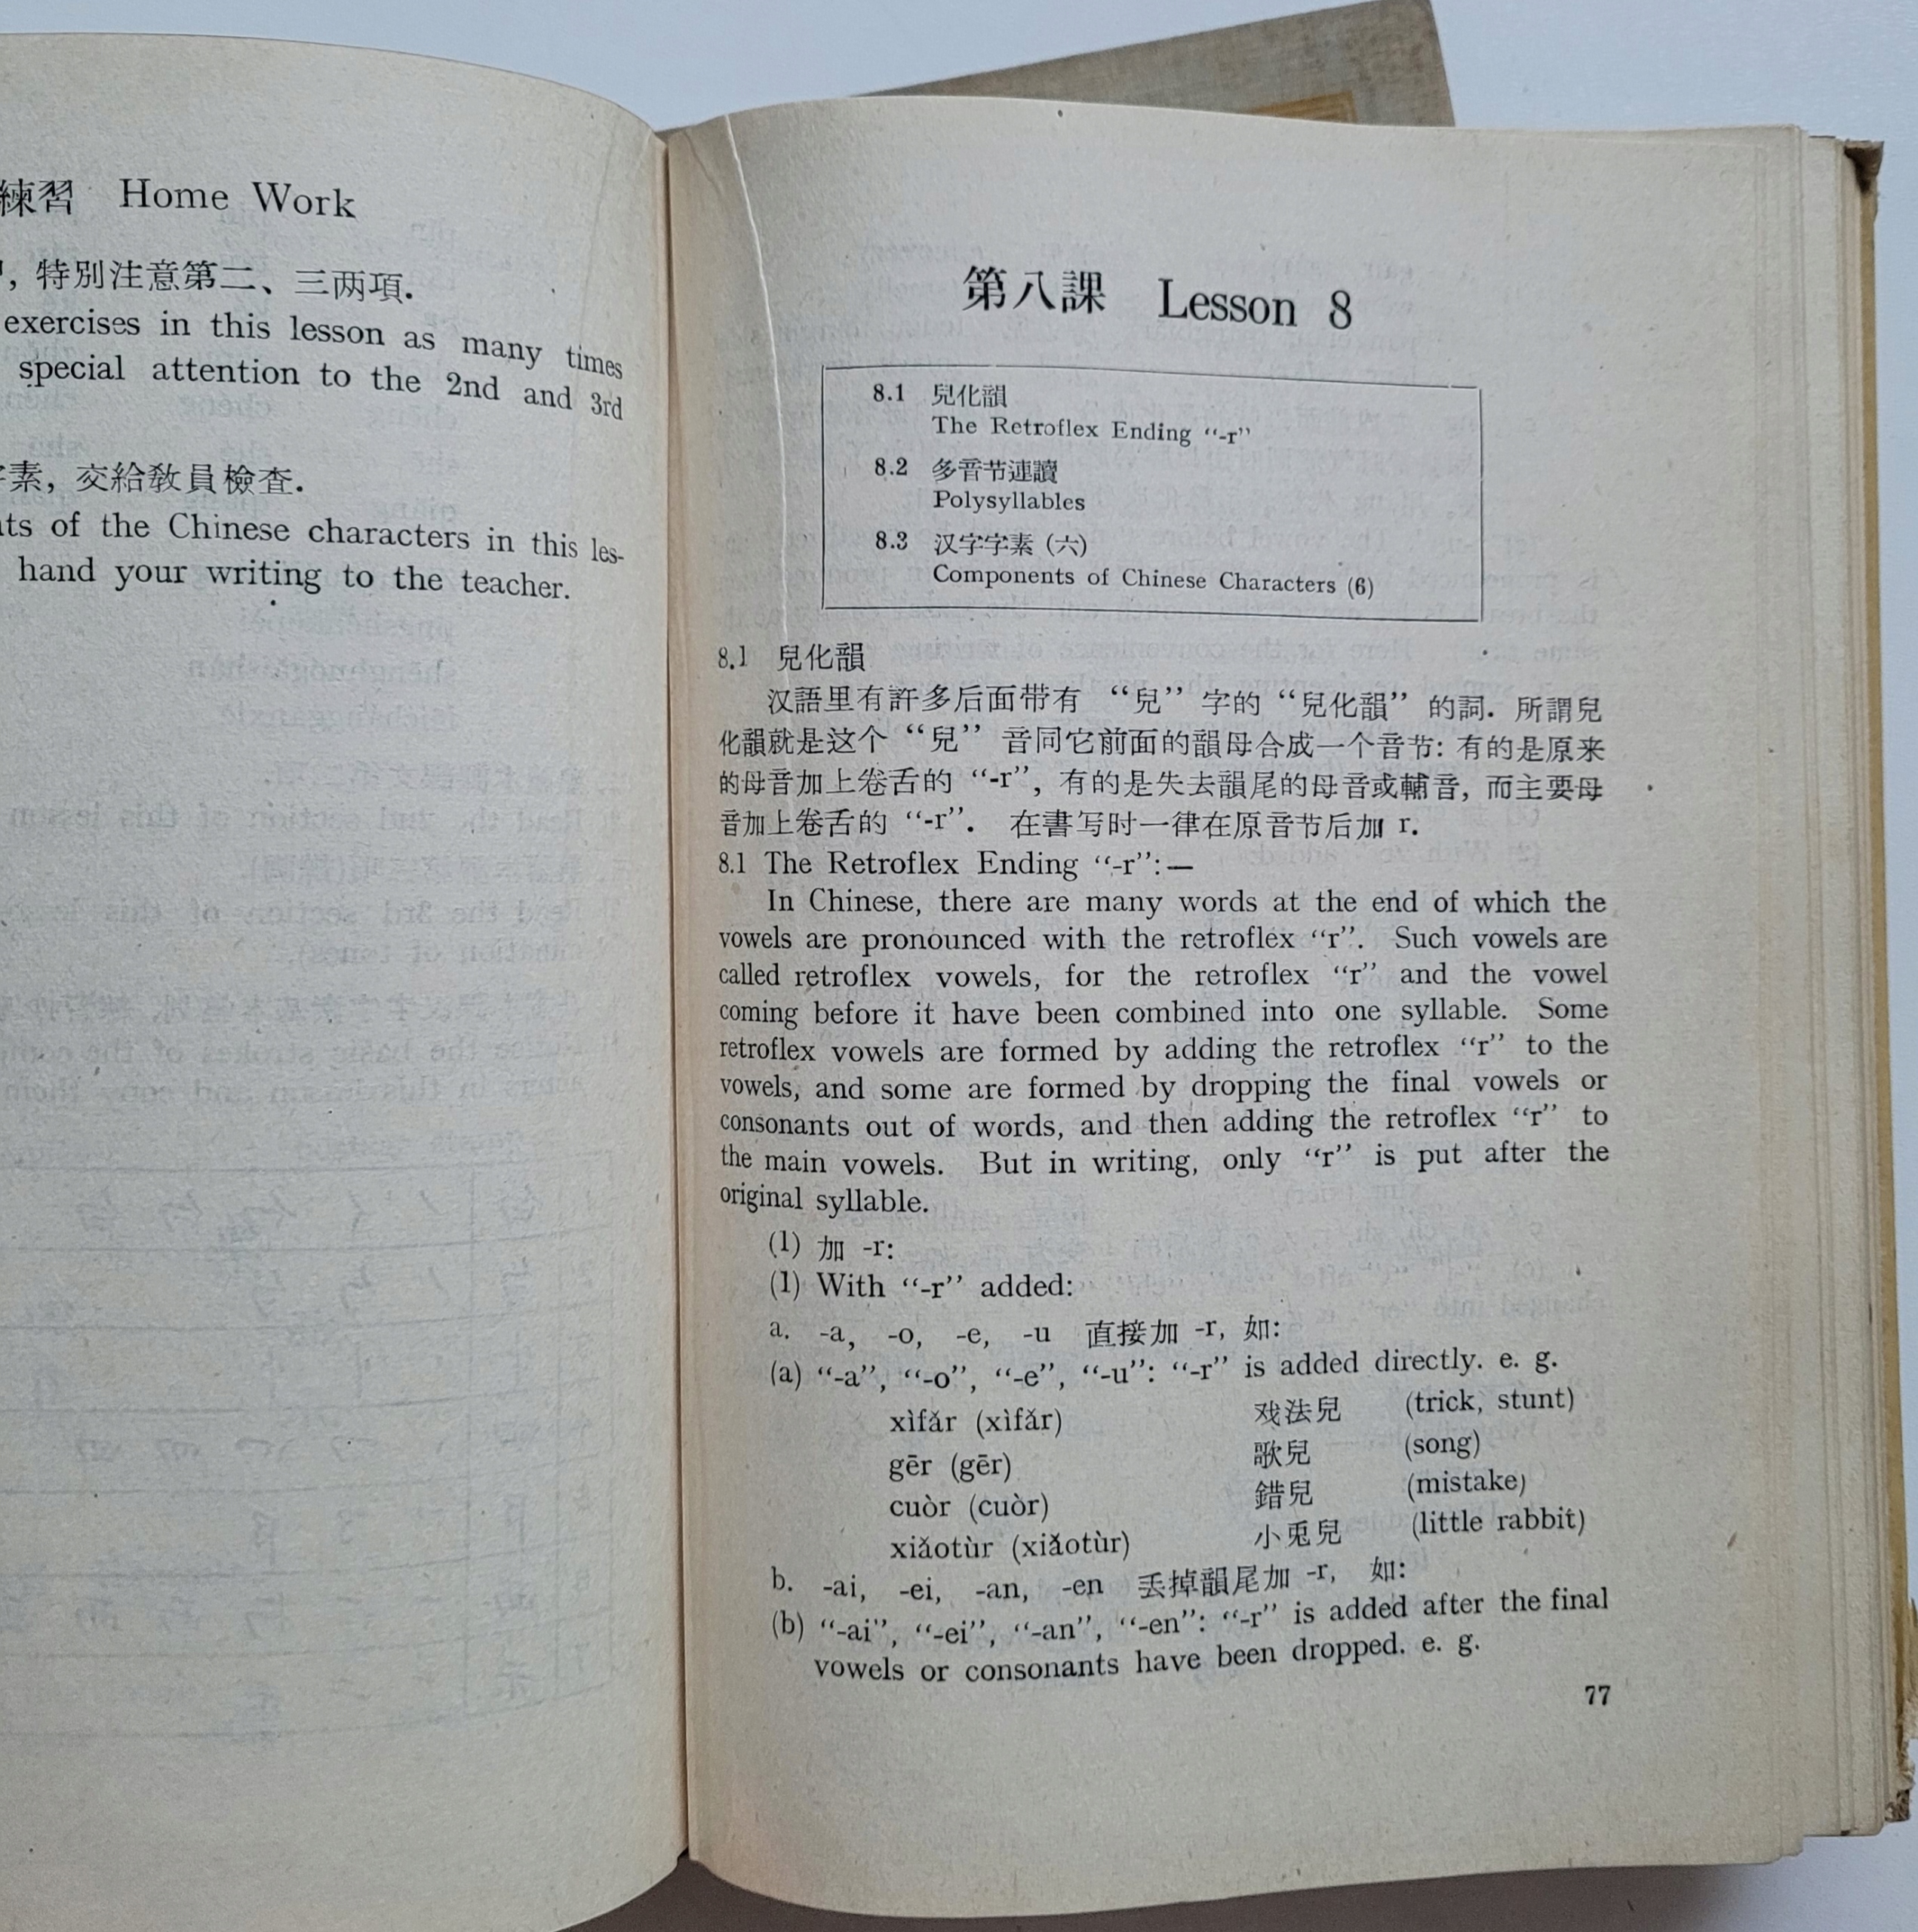 練習 Home Work
, 特別注意第二、三两項.
exercises in this lesson as many times
special attention to the 2nd and 3rd
素, 交給敎員檢查.
of the Chinese characters in this les-
hand your writing to the teacher.
第八課 Lesson 8
8.1 兒化韻
The Retroflex Ending “-r”
8.2 多音节連讀
Polysyllables
8.3 汉字字素 (六)
Components of Chinese Characters (6)
8.1 兒化韻
汉語里有許多后面带有 “兒” 字的 “兒化韻” 的詞. 所謂兒
化韻就是这个 “兒” 音同它前面的韻母合成一个音节: 有的是原来
的母音加上卷舌的 “-r”, 有的是失去韻尾的母音或輔音, 而主要母
音加上卷舌的 “-r”. 在書写时一律在原音节后加 r.
8.1 The Retroflex Ending “-r”:—
In Chinese, there are many words at the end of which the
vowels are pronounced with the retroflex “r”. Such vowels are
called retroflex vowels, for the retroflex “r” and the vowel
coming before it have been combined into one syllable. Some
retroflex vowels are formed by adding the retroflex “r” to the
vowels, and some are formed by dropping the final vowels or
consonants out of words, and then adding the retroflex “r” to
the main vowels. But in writing, only “r” is put after the
original syllable.
(1) 加 -r:
(1) With “-r” added:
a. -a, -o, -e, -u 直接加 -r, 如:
(a) “-a”, “-o”, “-e”, “-u”: “-r” is added directly. e. g.
xìfǎr (xìfǎr) 戏法兒 (trick, stunt)
gēr (gēr) 歌兒 (song)
cuòr (cuòr) 錯兒 (mistake)
xiǎotùr (xiǎotùr) 小兎兒 (little rabbit)
b. -ai, -ei, -an, -en 丢掉韻尾加 -r, 如:
(b) “-ai”, “-ei”, “-an”, “-en”: “-r” is added after the final
vowels or consonants have been dropped. e. g.
77